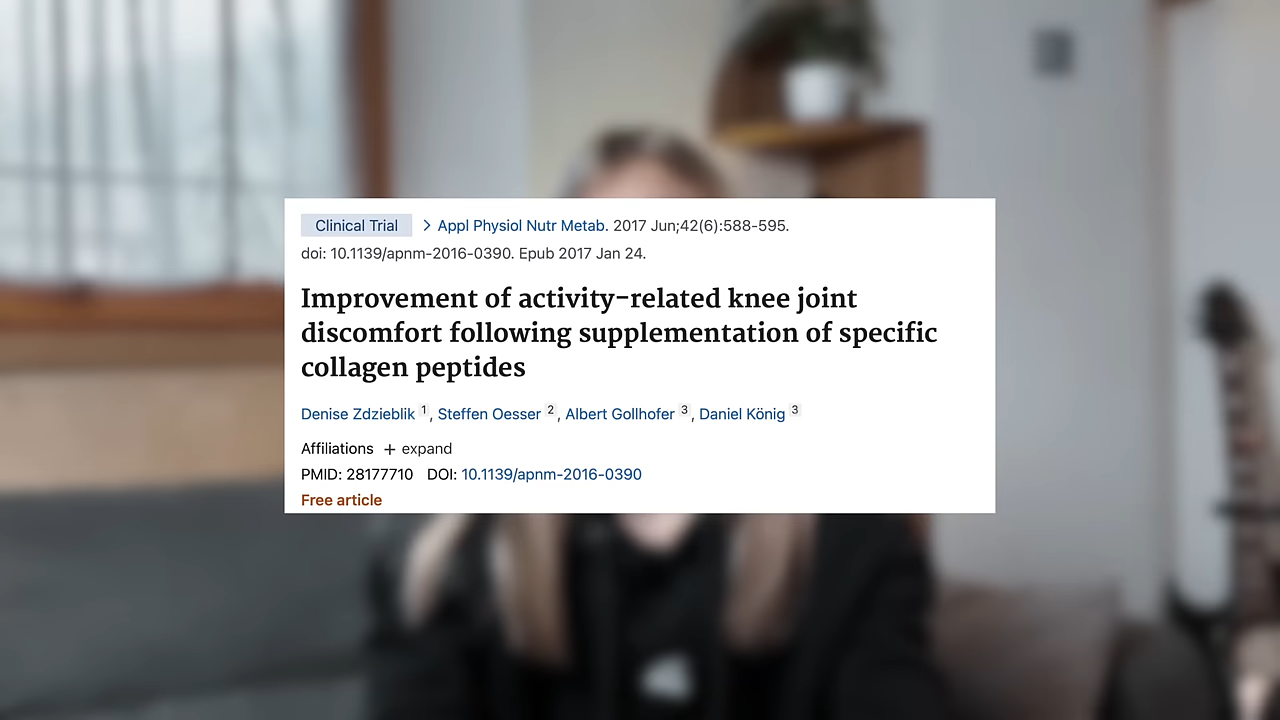 Clinical Trial > Appl Physiol Nutr Metab. 2017 Jun;42(6):588-595.
doi: 10.1139/apnm-2016-0390. Epub 2017 Jan 24.
Improvement of activity-related knee joint
discomfort following supplementation of specific
collagen peptides
Denise Zdzieblik 1, Steffen Oesser 2, Albert Gollhofer 3, Daniel König 3
Affiliations + expand
PMID: 28177710 DOI: 10.1139/apnm-2016-0390
Free article